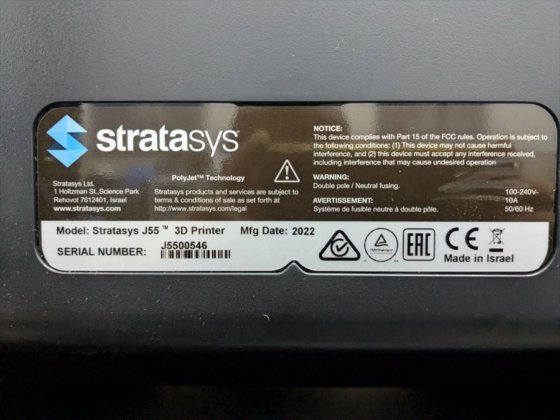 stratasys
PolyJet™ Technology
Stratasys Ltd.
1 Holzman St.,Science Park
Rehovot 7612401, Israel
www.stratasys.com
Stratasys products and services are subject to
terms & conditions of sale as set forth at
http://www.stratasys.com/legal
NOTICE:
This device complies with Part 15 of the FCC rules. Operation is subject to
the following.conditions: (1) This device may not cause harmful
interference, and (2) this device must accept any interference received,
including interference that may cause undesired operation
WARNING:
Double pole / Neutral fusing.
AVERTISSEMENT:
Système de fusible neutre à double pôle.
100-240V~
10A
50/60 Hz
Model: Stratasys J55 ™ 3D Printer Mfg Date: 2022
SERIAL NUMBER: J5500546
EAC CE
Made in Israel